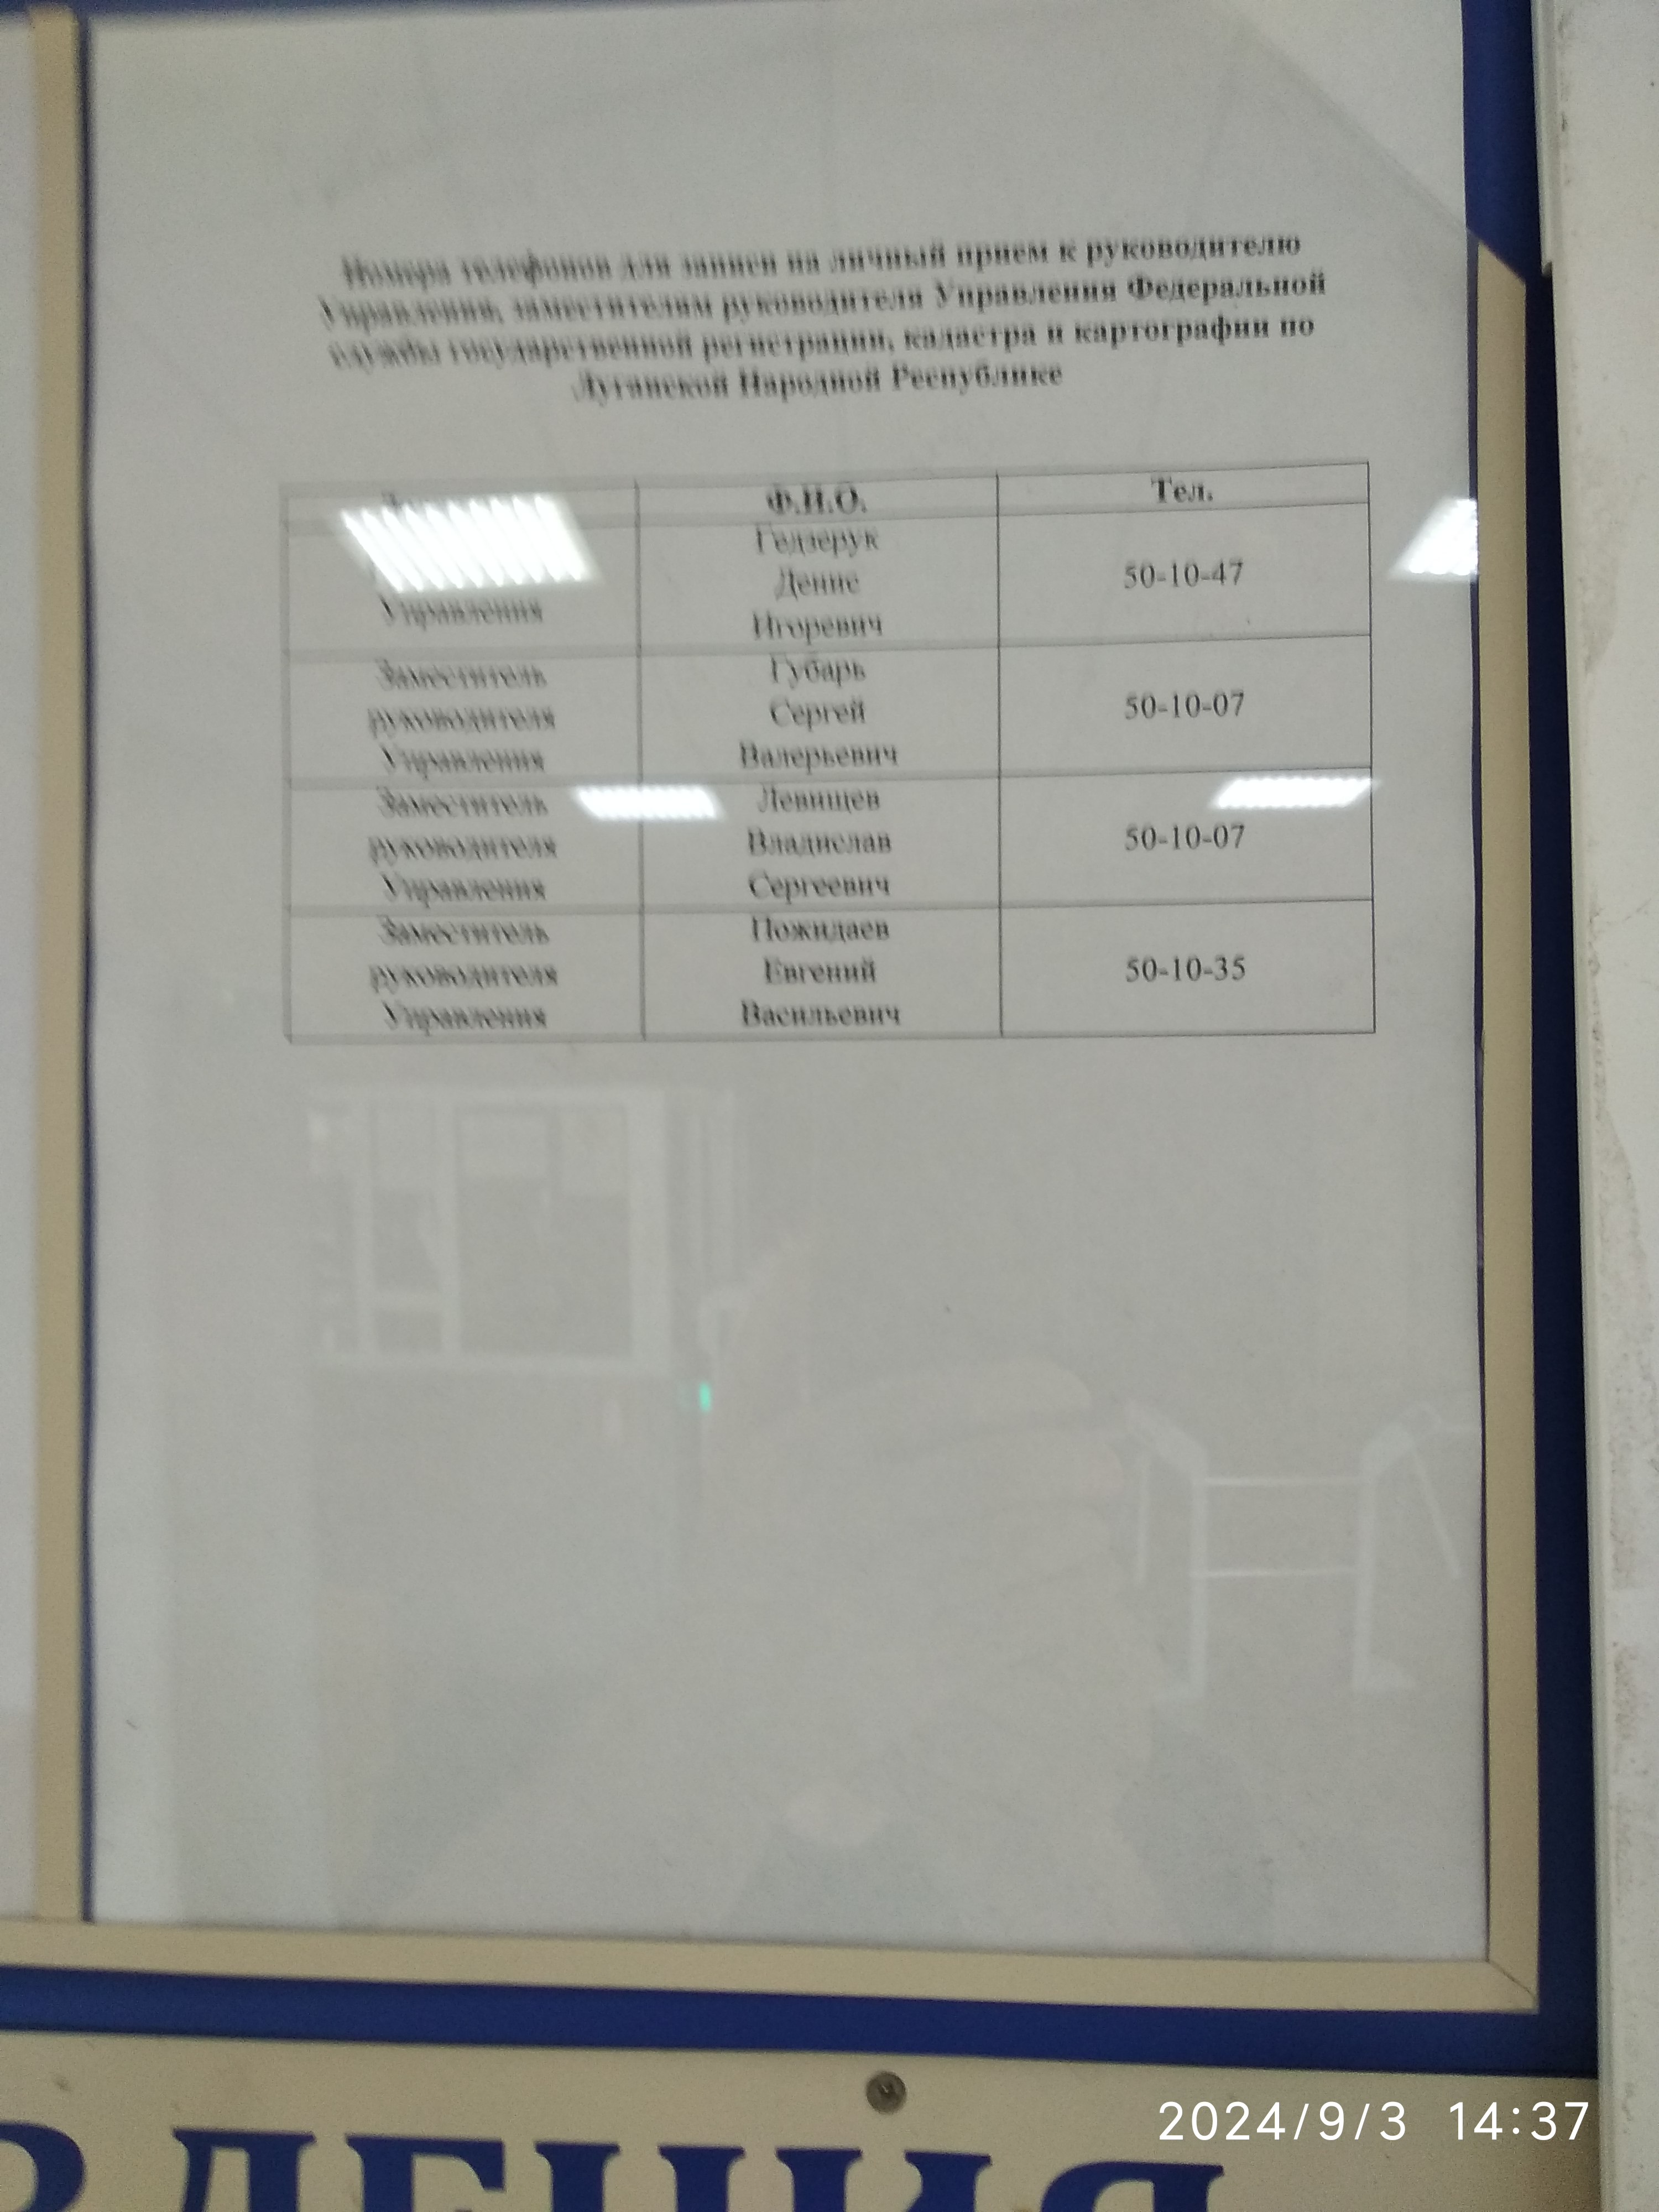 Номера телефонов для записи на личный прием к руководителю
Управления, заместителям руководителя Управления Федеральной
службы государственной регистрации, кадастра и картографии по
Луганской Народной Республике
Ф.И.О.
Тел.
Управления
Гелзерук
Денис
Игоревич
50-10-47
Заместитель
руководителя
Управления
Губарь
Сергей
Валерьевич
50-10-07
Заместитель
руководителя
Управления
Левищев
Владислав
Сергеевич
50-10-07
Заместитель
руководителя
Управления
Пожидаев
Евгений
Васильевич
50-10-35
ВЛЕНИЯ
2024/9/3 14:37